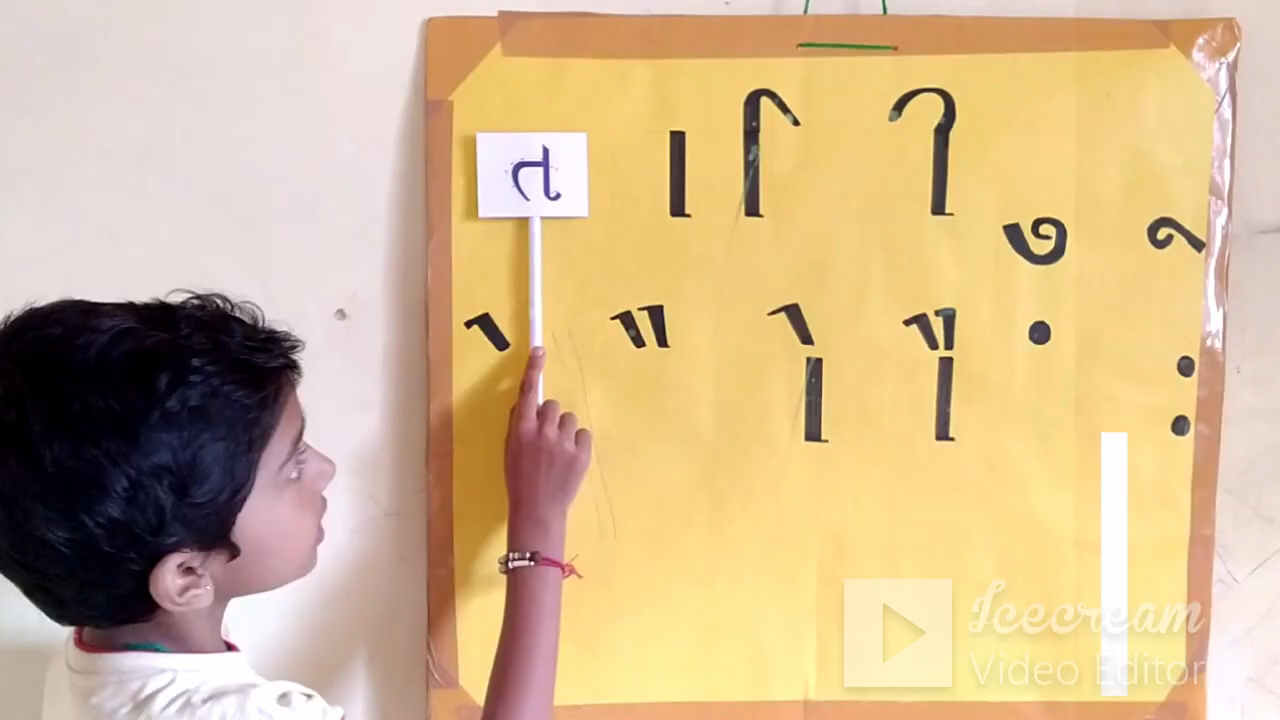 ત ા િ ી ુ ૂ
ે ૈ ો ૌ ં ઃ
Icecream
Video Editor